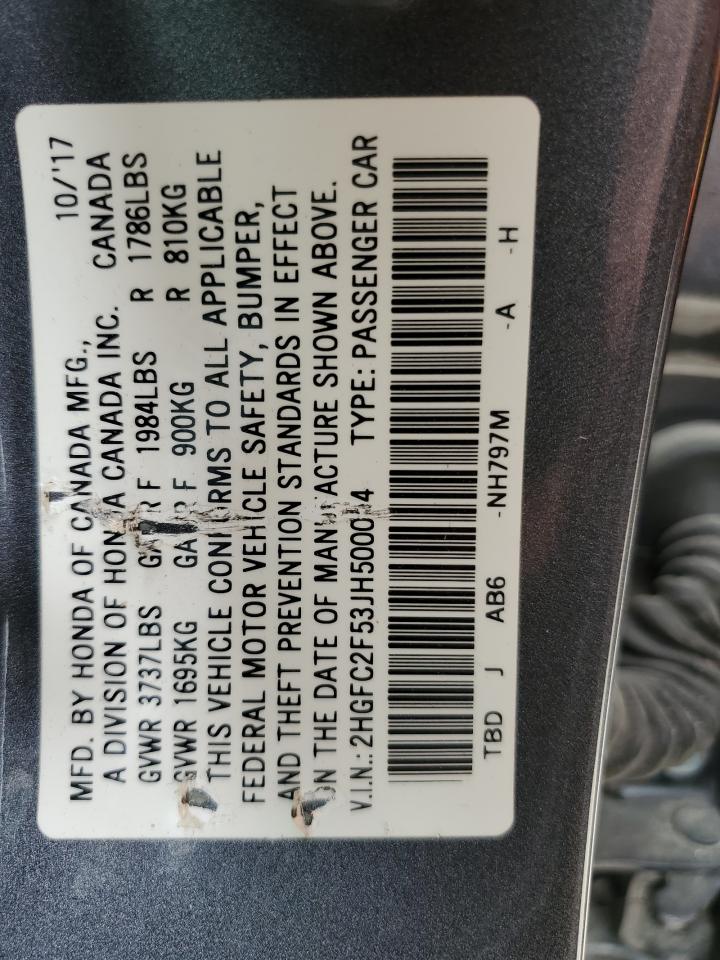 MFD. BY HONDA OF CANADA MFG., 10/'17
A DIVISION OF HONDA CANADA INC. CANADA
GVWR 3737LBS GAWR F 1984LBS R 1786LBS
GVWR 1695KG GAWR F 900KG R 810KG
THIS VEHICLE CONFORMS TO ALL APPLICABLE
FEDERAL MOTOR VEHICLE SAFETY, BUMPER,
AND THEFT PREVENTION STANDARDS IN EFFECT
ON THE DATE OF MANUFACTURE SHOWN ABOVE.
V.I.N.: 2HGFC2F53JH500014 TYPE: PASSENGER CAR
TBD J AB6 -NH797M -A -H